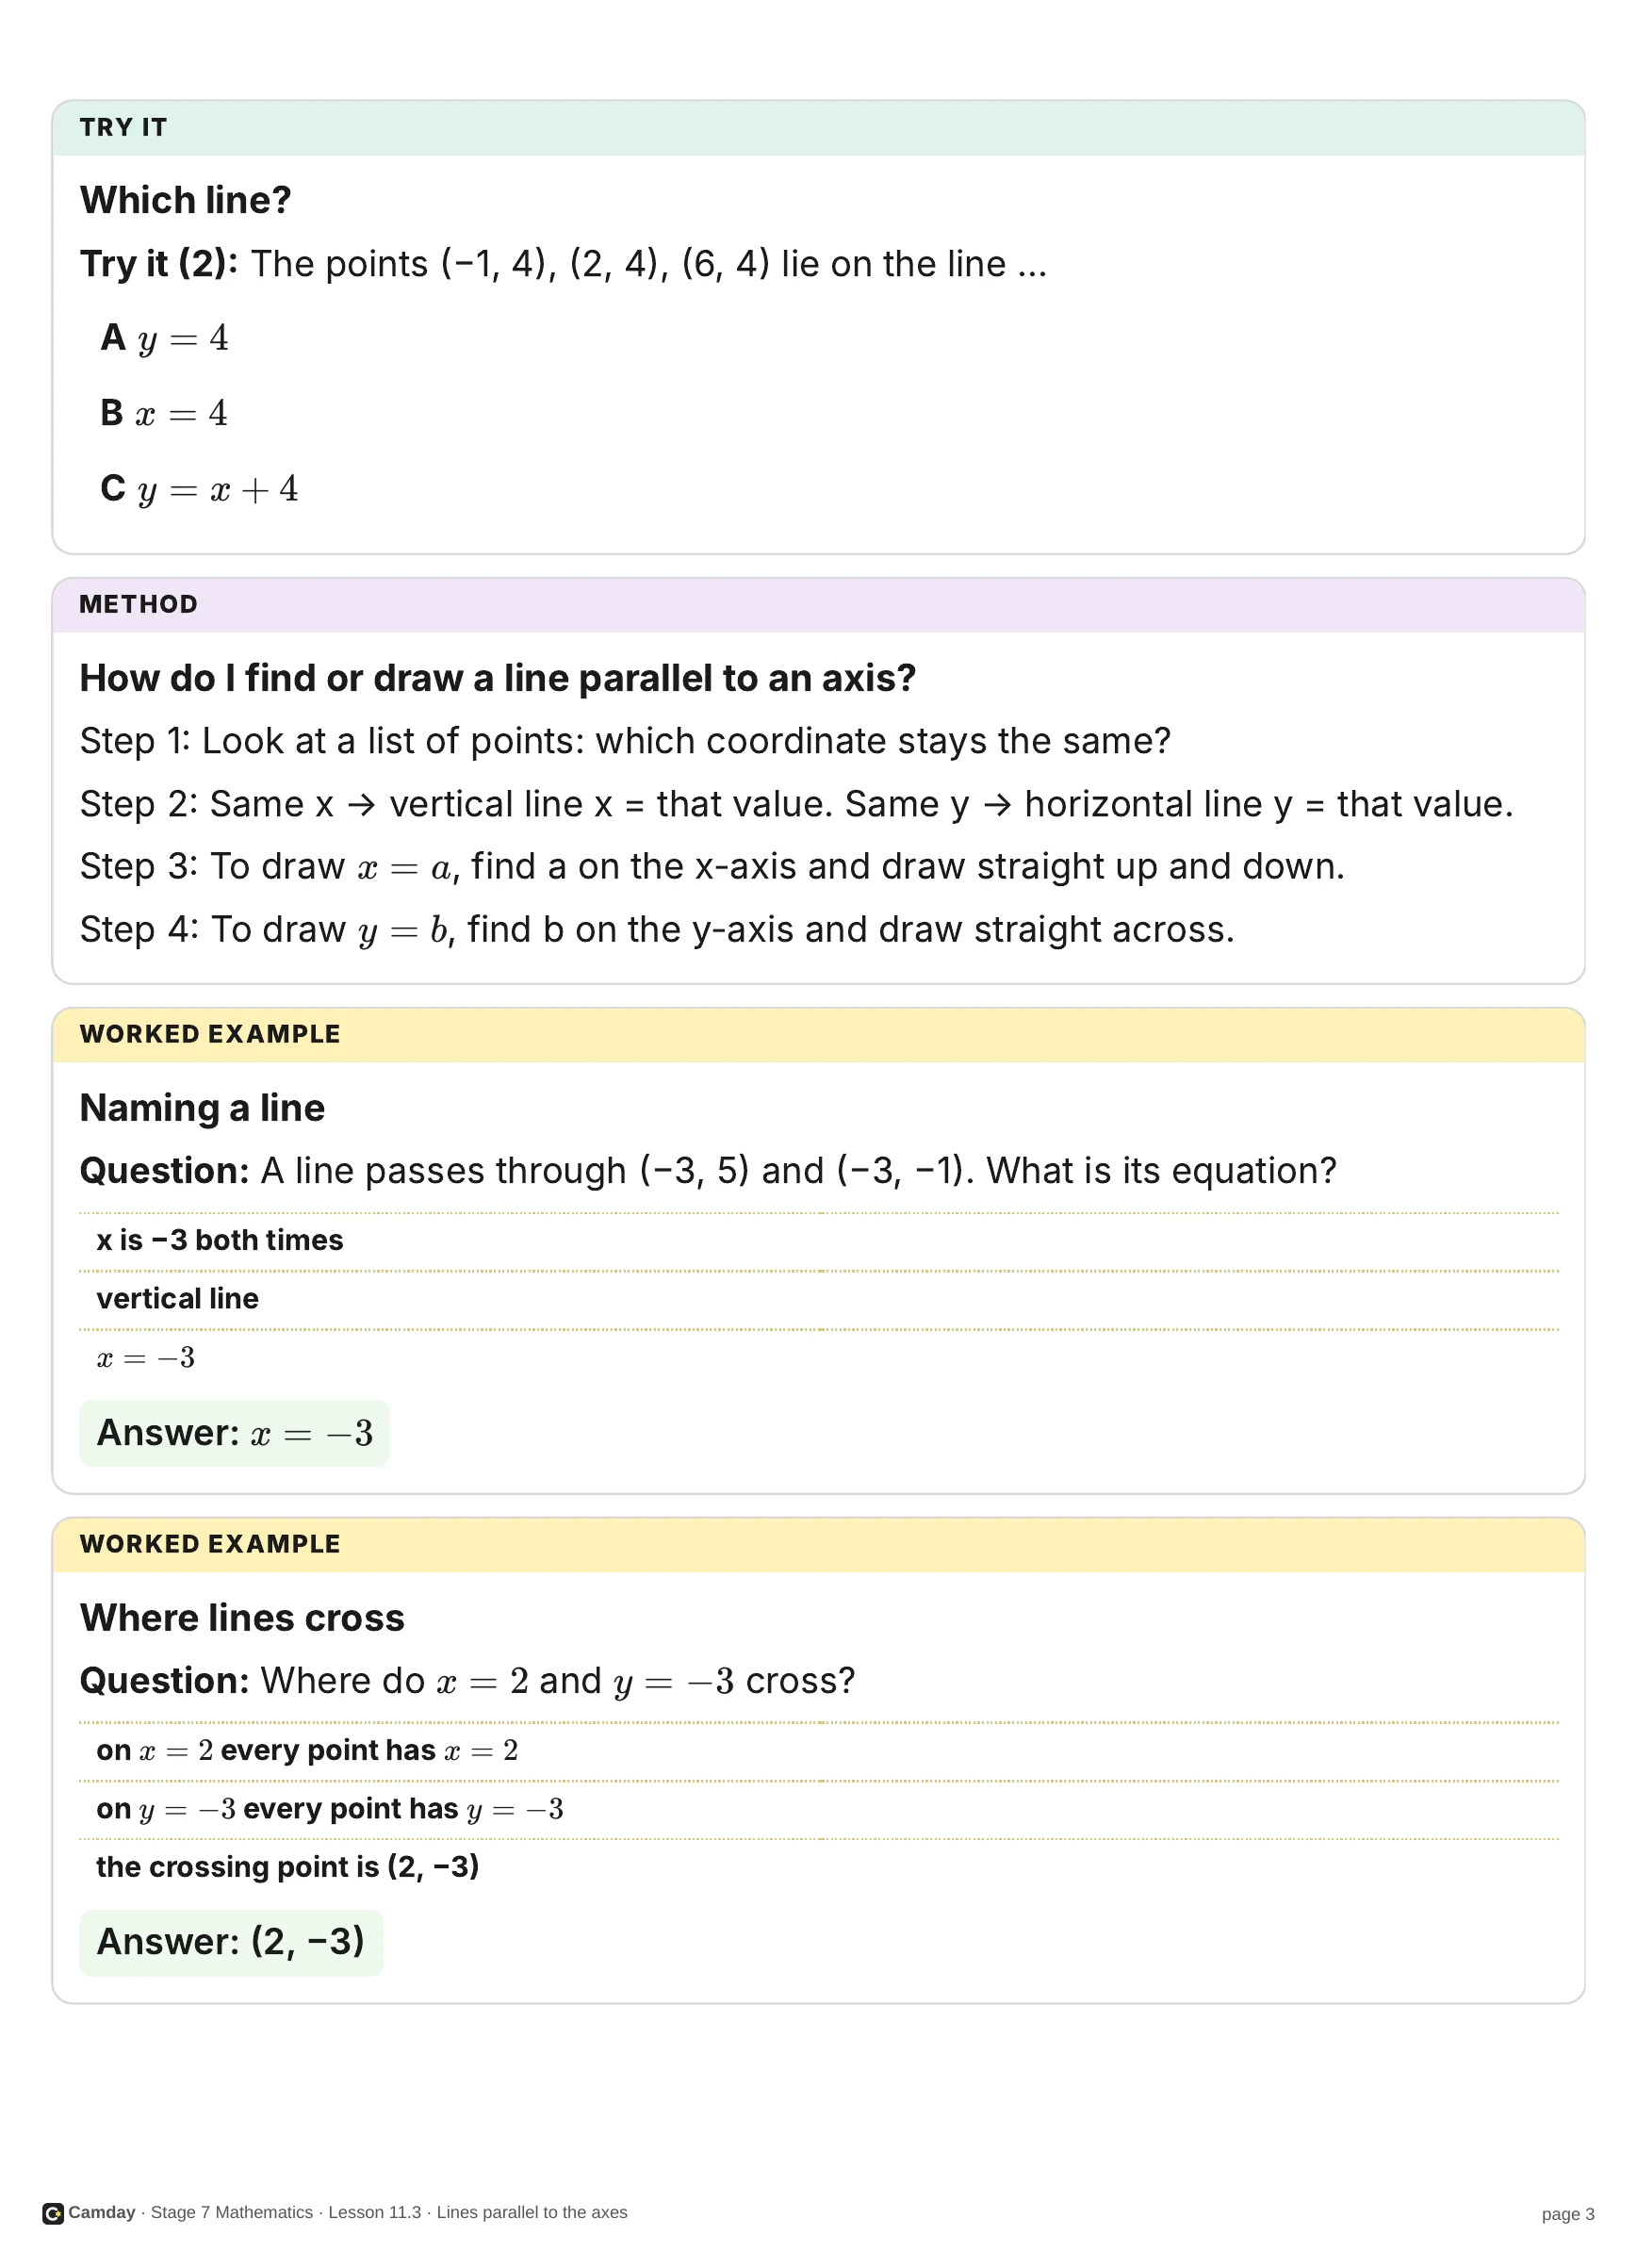 TRY IT
Which line?
Try it (2): The points (−1, 4), (2, 4), (6, 4) lie on the line ...
A y = 4
B x = 4
C y = x + 4
METHOD
How do I find or draw a line parallel to an axis?
Step 1: Look at a list of points: which coordinate stays the same?
Step 2: Same x → vertical line x = that value. Same y → horizontal line y = that value.
Step 3: To draw x = a, find a on the x-axis and draw straight up and down.
Step 4: To draw y = b, find b on the y-axis and draw straight across.
WORKED EXAMPLE
Naming a line
Question: A line passes through (−3, 5) and (−3, −1). What is its equation?
x is −3 both times
vertical line
x = −3
Answer: x = −3
WORKED EXAMPLE
Where lines cross
Question: Where do x = 2 and y = −3 cross?
on x = 2 every point has x = 2
on y = −3 every point has y = −3
the crossing point is (2, −3)
Answer: (2, −3)
Camday · Stage 7 Mathematics · Lesson 11.3 · Lines parallel to the axes
page 3